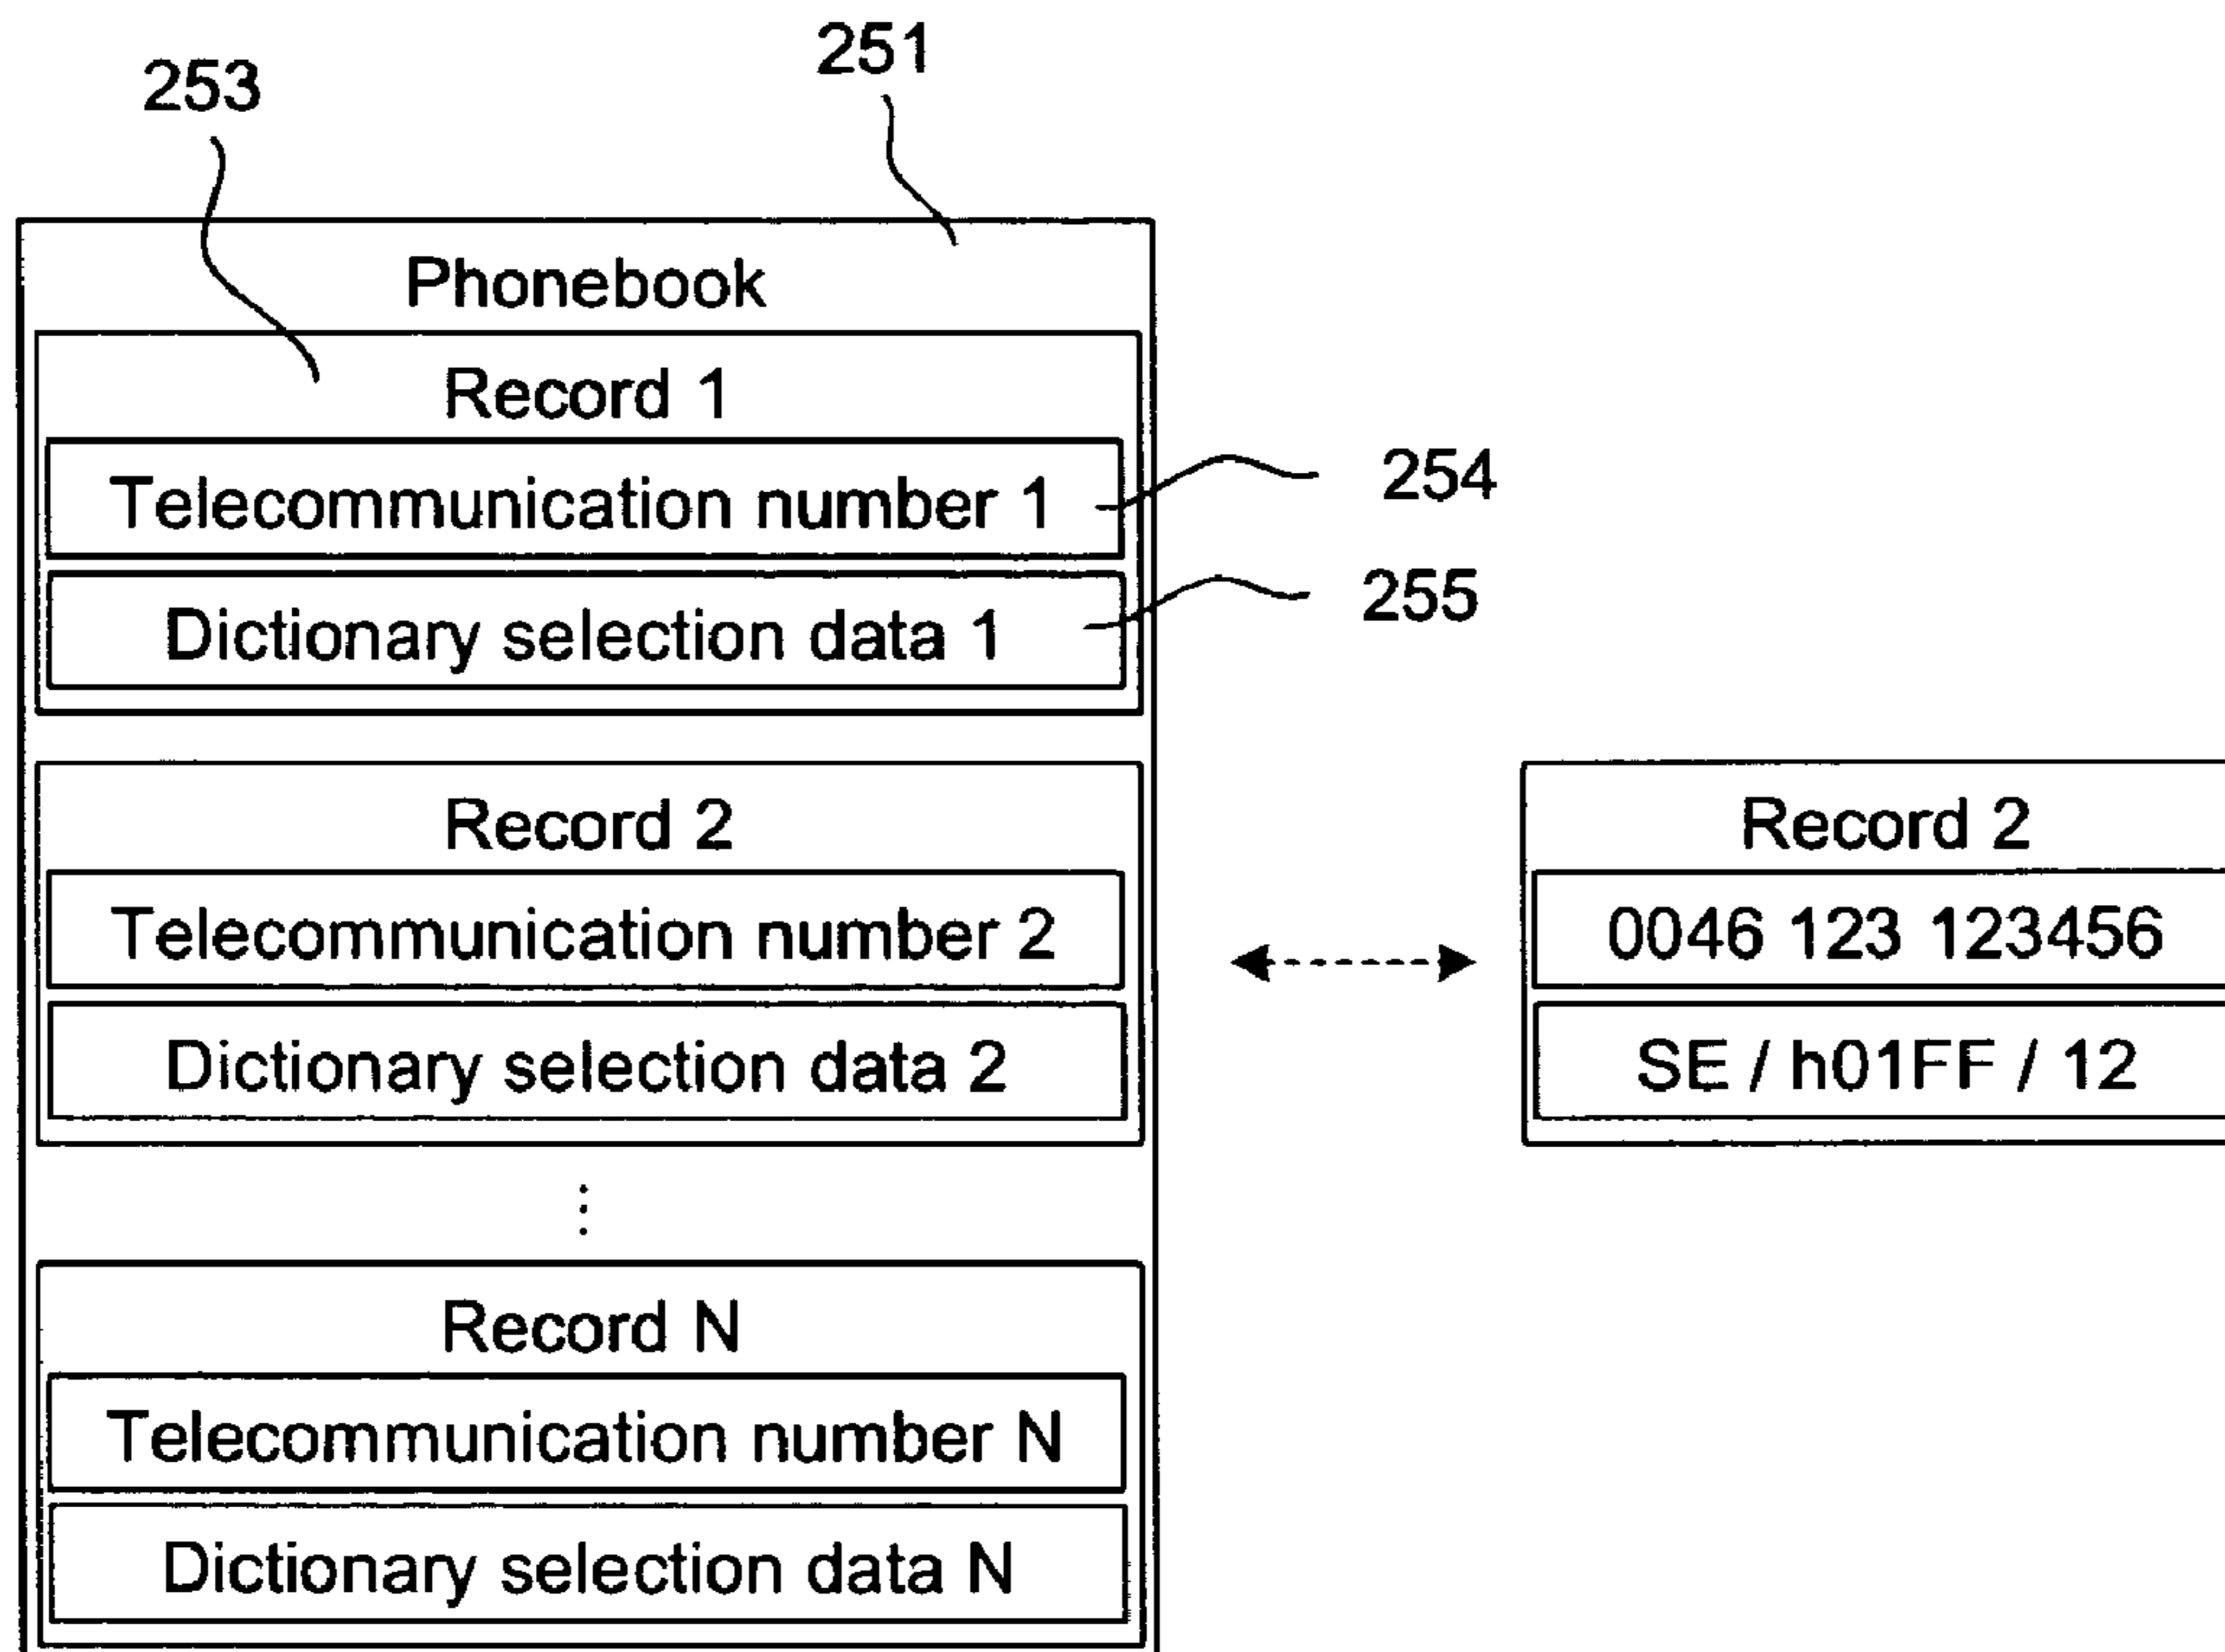 251
253
Phonebook
Record 1
Telecommunication number 1
254
Dictionary selection data 1
255
Record 2
Telecommunication number 2
Dictionary selection data 2
Record 2
0046 123 123456
SE / h01FF / 12
Record N
Telecommunication number N
Dictionary selection data N